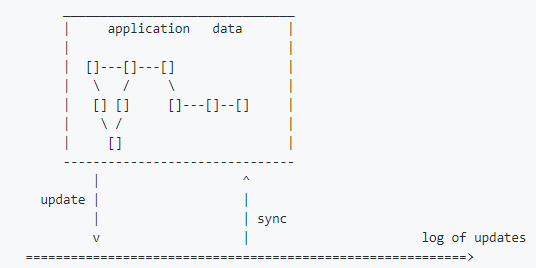 application data
[]---[]---[]
[] [] []---[]--[]
[]
update
sync
log of updates